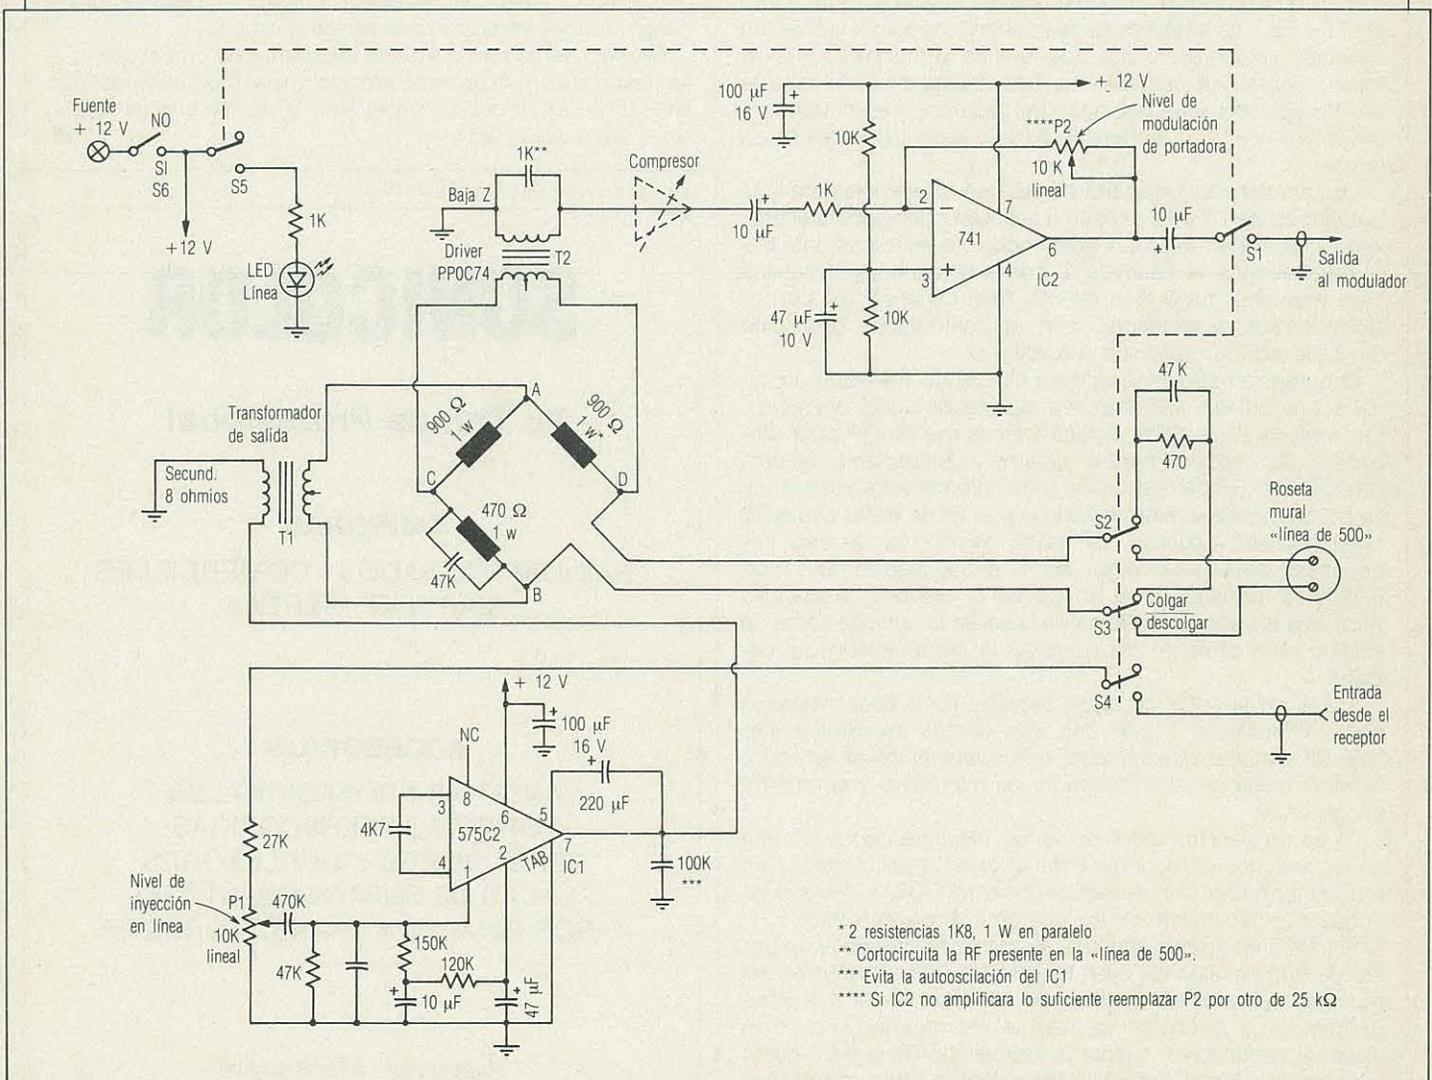 Fuente
+ 12 V
NO
SI
S6
S5
+12 V
1K
LED
Línea
1K**
Baja Z
Driver
PPOC74
T2
Compresor
100 µF
16 V
+
+ 12 V
10K
****P2
Nivel de
modulación
de portadora
10 K
lineal
+
10 µF
1K
2
−
7
741
6
+
3
4
IC2
10 µF
+
S1
Salida
al modulador
47 µF
10 V
+
10K
Transformador
de salida
Secund.
8 ohmios
T1
A
900 Ω
1 w
900 Ω
1 w*
C
D
470 Ω
1 w
47K
B
47 K
470
Roseta
mural
«línea de 500»
S2
S3
Colgar
descolgar
S4
Entrada
desde el
receptor
+ 12 V
+
100 µF
16 V
NC
+
220 µF
3
8
6
5
4K7
575C2
7
4
1
2
TAB
IC1
100K
***
27K
Nivel de
inyección
en línea
P1
10K
lineal
470K
47K
150K
120K
+
10 µF
+
47 µF
* 2 resistencias 1K8, 1 W en paralelo
** Cortocircuita la RF presente en la «línea de 500».
*** Evita la autooscilación del IC1
**** Si IC2 no amplificara lo suficiente reemplazar P2 por otro de 25 kΩ